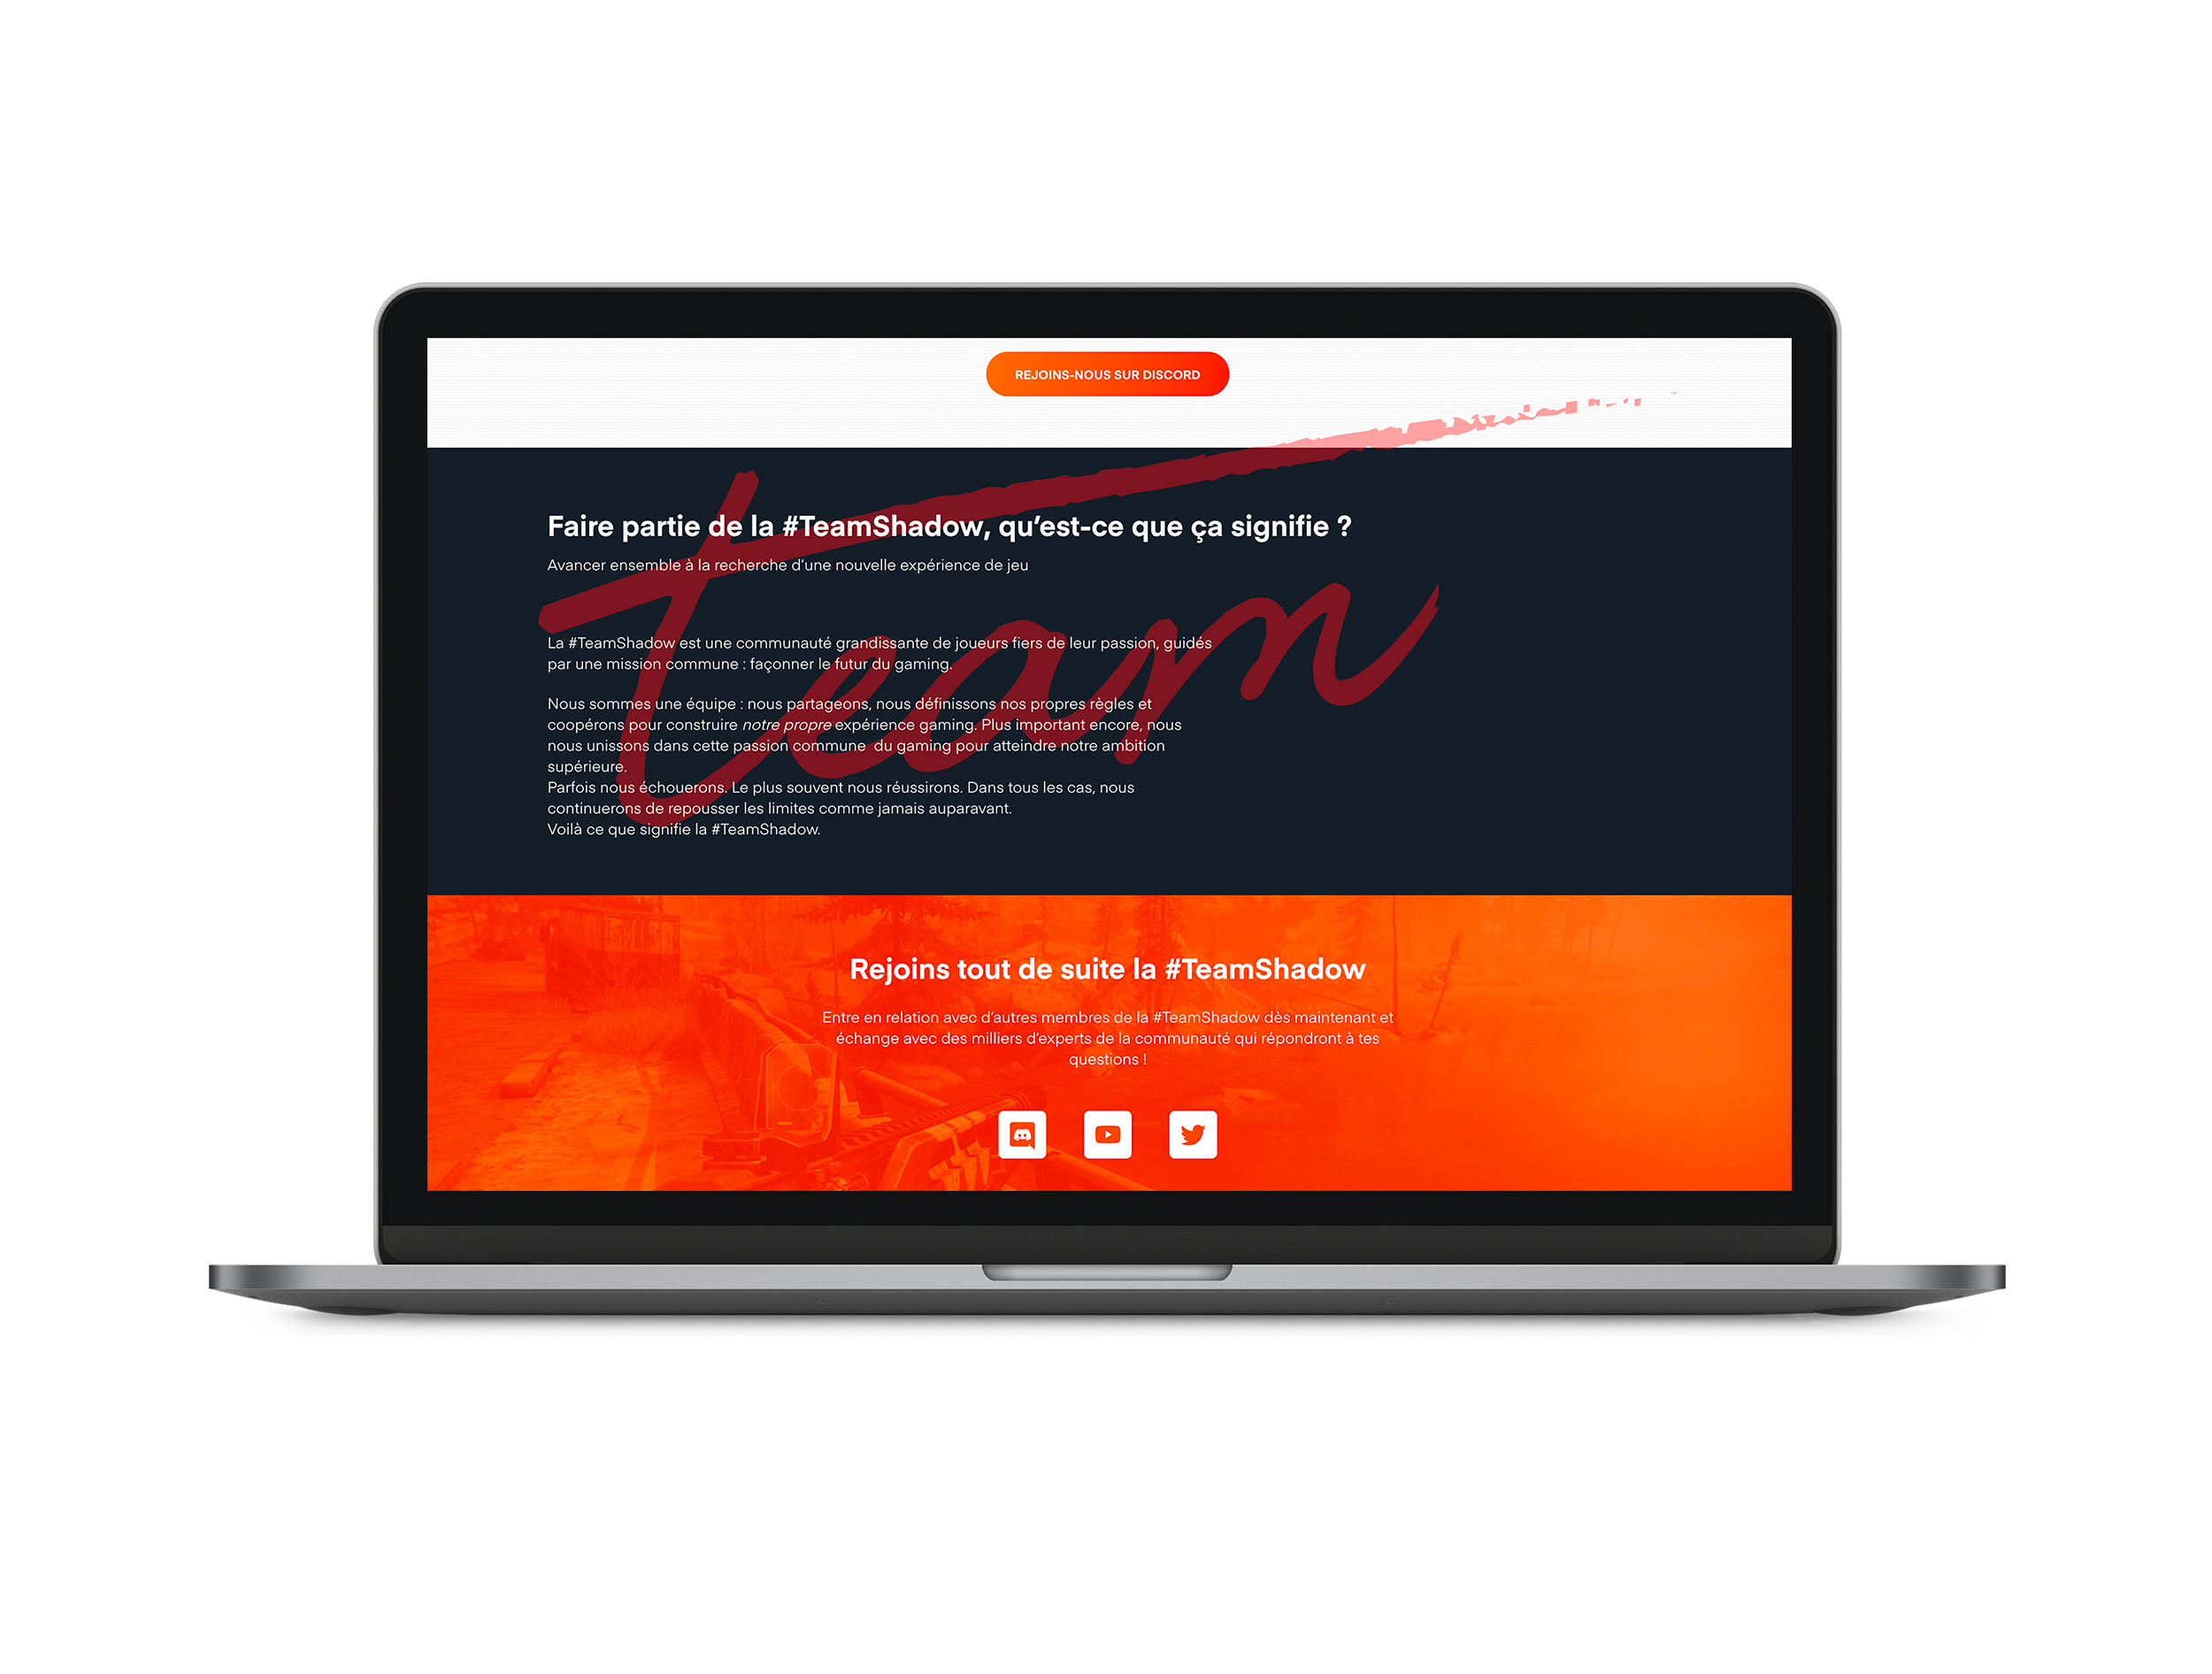 REJOINS-NOUS SUR DISCORD
Faire partie de la #TeamShadow, qu’est-ce que ça signifie ?
Avancer ensemble à la recherche d’une nouvelle expérience de jeu
team
La #TeamShadow est une communauté grandissante de joueurs fiers de leur passion, guidés
par une mission commune : façonner le futur du gaming.
Nous sommes une équipe : nous partageons, nous définissons nos propres règles et
coopérons pour construire notre propre expérience gaming. Plus important encore, nous
nous unissons dans cette passion commune  du gaming pour atteindre notre ambition
supérieure.
Parfois nous échouerons. Le plus souvent nous réussirons. Dans tous les cas, nous
continuerons de repousser les limites comme jamais auparavant.
Voilà ce que signifie la #TeamShadow.
Rejoins tout de suite la #TeamShadow
Entre en relation avec d’autres membres de la #TeamShadow dès maintenant et
échange avec des milliers d’experts de la communauté qui répondront à tes
questions !